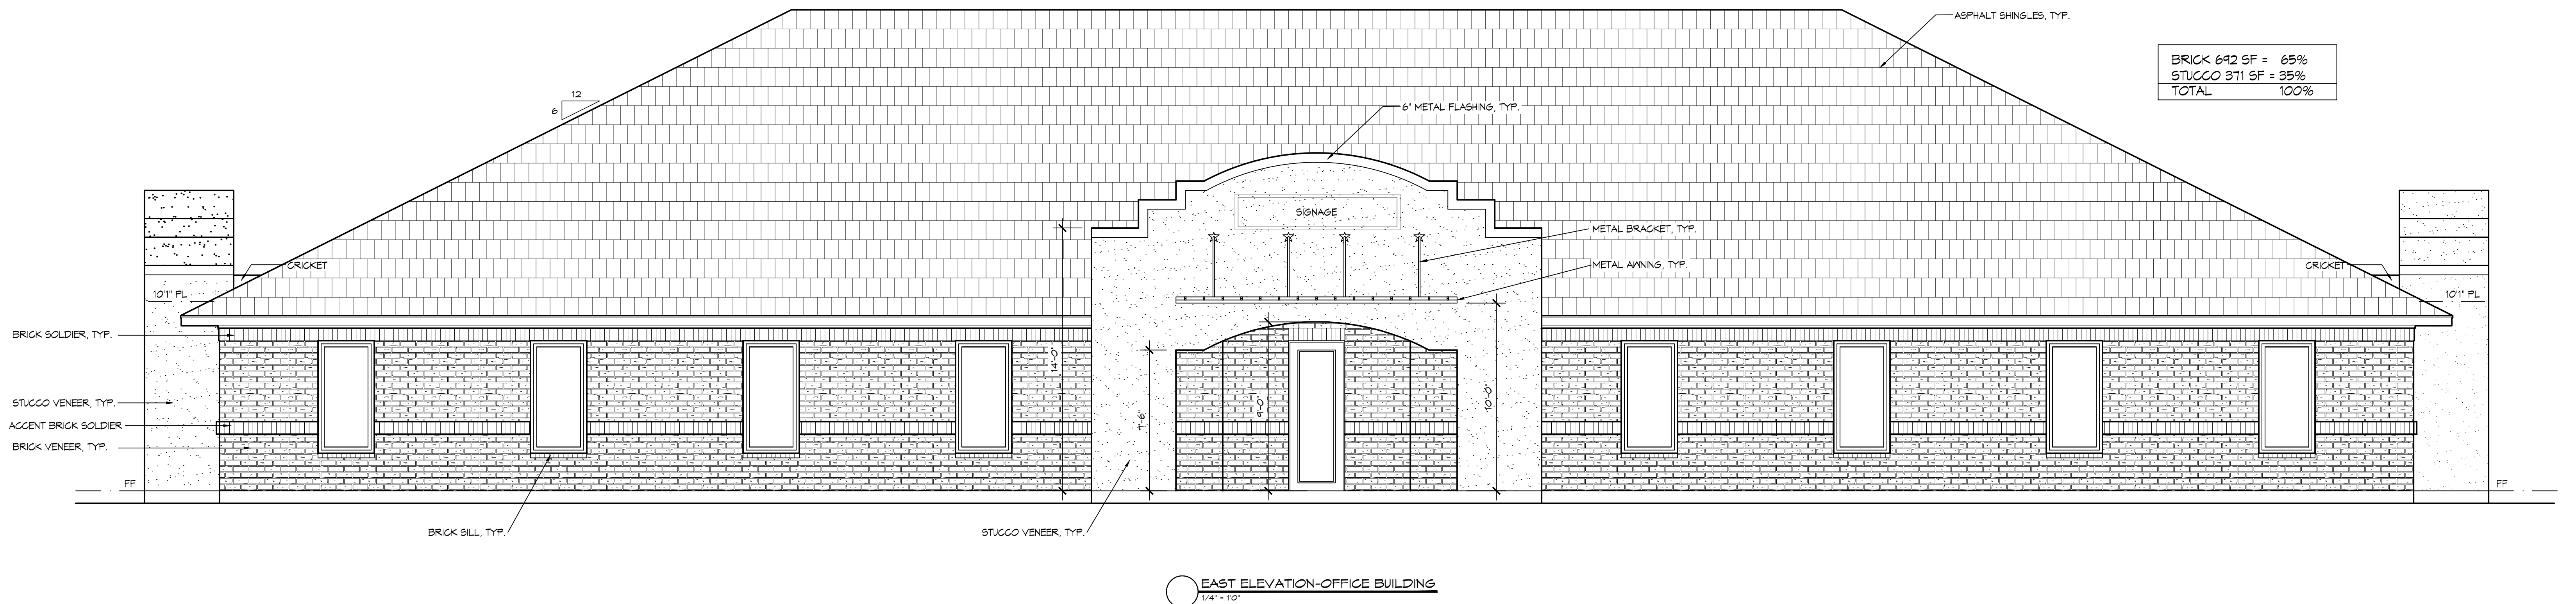 ASPHALT SHINGLES, TYP.
BRICK 692 SF = 65%
STUCCO 371 SF = 35%
TOTAL 100%
12
6
6" METAL FLASHING, TYP.
SIGNAGE
METAL BRACKET, TYP.
METAL AWNING, TYP.
CRICKET
CRICKET
10'1" PL
10'1" PL
BRICK SOLDIER, TYP.
14'-0"
9'-0"
10'-0"
7'-6"
STUCCO VENEER, TYP.
ACCENT BRICK SOLDIER
BRICK VENEER, TYP.
FF
FF
BRICK SILL, TYP.
STUCCO VENEER, TYP.
EAST ELEVATION-OFFICE BUILDING
1/4" = 1'0"